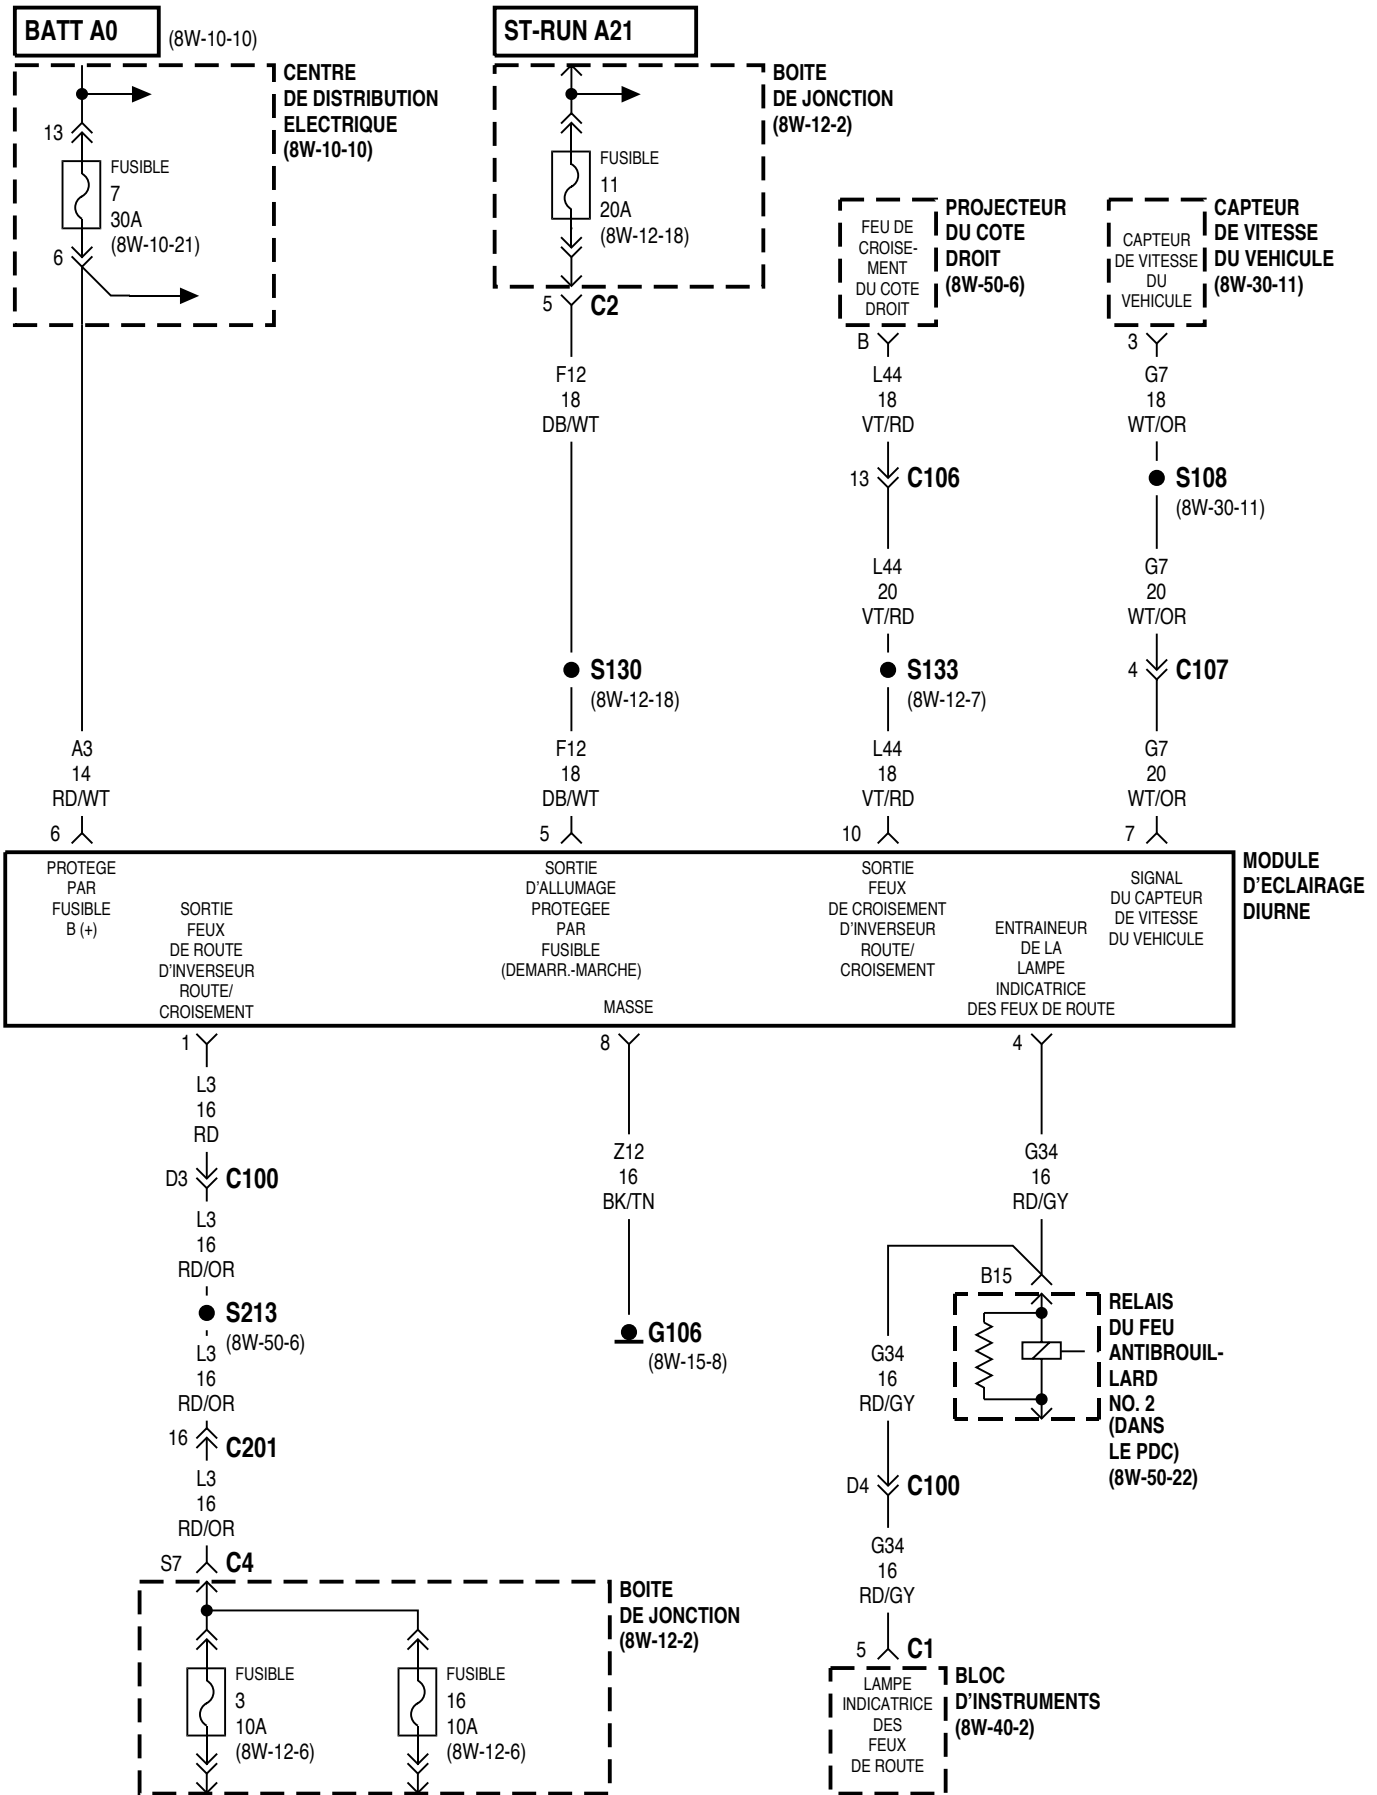 BATT A0
(8W-10-10)
CENTRE
DE DISTRIBUTION
ELECTRIQUE
(8W-10-10)
13
FUSIBLE
7
30A
(8W-10-21)
6
ST-RUN A21
BOITE
DE JONCTION
(8W-12-2)
FUSIBLE
11
20A
(8W-12-18)
5
C2
FEU DE
CROISE-
MENT
DU COTE
DROIT
PROJECTEUR
DU COTE
DROIT
(8W-50-6)
B
CAPTEUR
DE VITESSE
DU
VEHICULE
CAPTEUR
DE VITESSE
DU VEHICULE
(8W-30-11)
3
F12
18
DB/WT
L44
18
VT/RD
G7
18
WT/OR
13
C106
S108
(8W-30-11)
L44
20
VT/RD
G7
20
WT/OR
S130
(8W-12-18)
S133
(8W-12-7)
4
C107
A3
14
RD/WT
F12
18
DB/WT
L44
18
VT/RD
G7
20
WT/OR
6
5
10
7
PROTEGE
PAR
FUSIBLE
B (+)
SORTIE
FEUX
DE ROUTE
D'INVERSEUR
ROUTE/
CROISEMENT
SORTIE
D'ALLUMAGE
PROTEGEE
PAR
FUSIBLE
(DEMARR.-MARCHE)
MASSE
SORTIE
FEUX
DE CROISEMENT
D'INVERSEUR
ROUTE/
CROISEMENT
ENTRAINEUR
DE LA
LAMPE
INDICATRICE
DES FEUX DE ROUTE
SIGNAL
DU CAPTEUR
DE VITESSE
DU VEHICULE
MODULE
D'ECLAIRAGE
DIURNE
1
8
4
L3
16
RD
D3
C100
L3
16
RD/OR
S213
(8W-50-6)
L3
16
RD/OR
16
C201
L3
16
RD/OR
S7
C4
Z12
16
BK/TN
G106
(8W-15-8)
G34
16
RD/GY
B15
RELAIS
DU FEU
ANTIBROUIL-
LARD
NO. 2
(DANS
LE PDC)
(8W-50-22)
G34
16
RD/GY
D4
C100
G34
16
RD/GY
5
C1
BOITE
DE JONCTION
(8W-12-2)
FUSIBLE
3
10A
(8W-12-6)
FUSIBLE
16
10A
(8W-12-6)
LAMPE
INDICATRICE
DES
FEUX
DE ROUTE
BLOC
D'INSTRUMENTS
(8W-40-2)